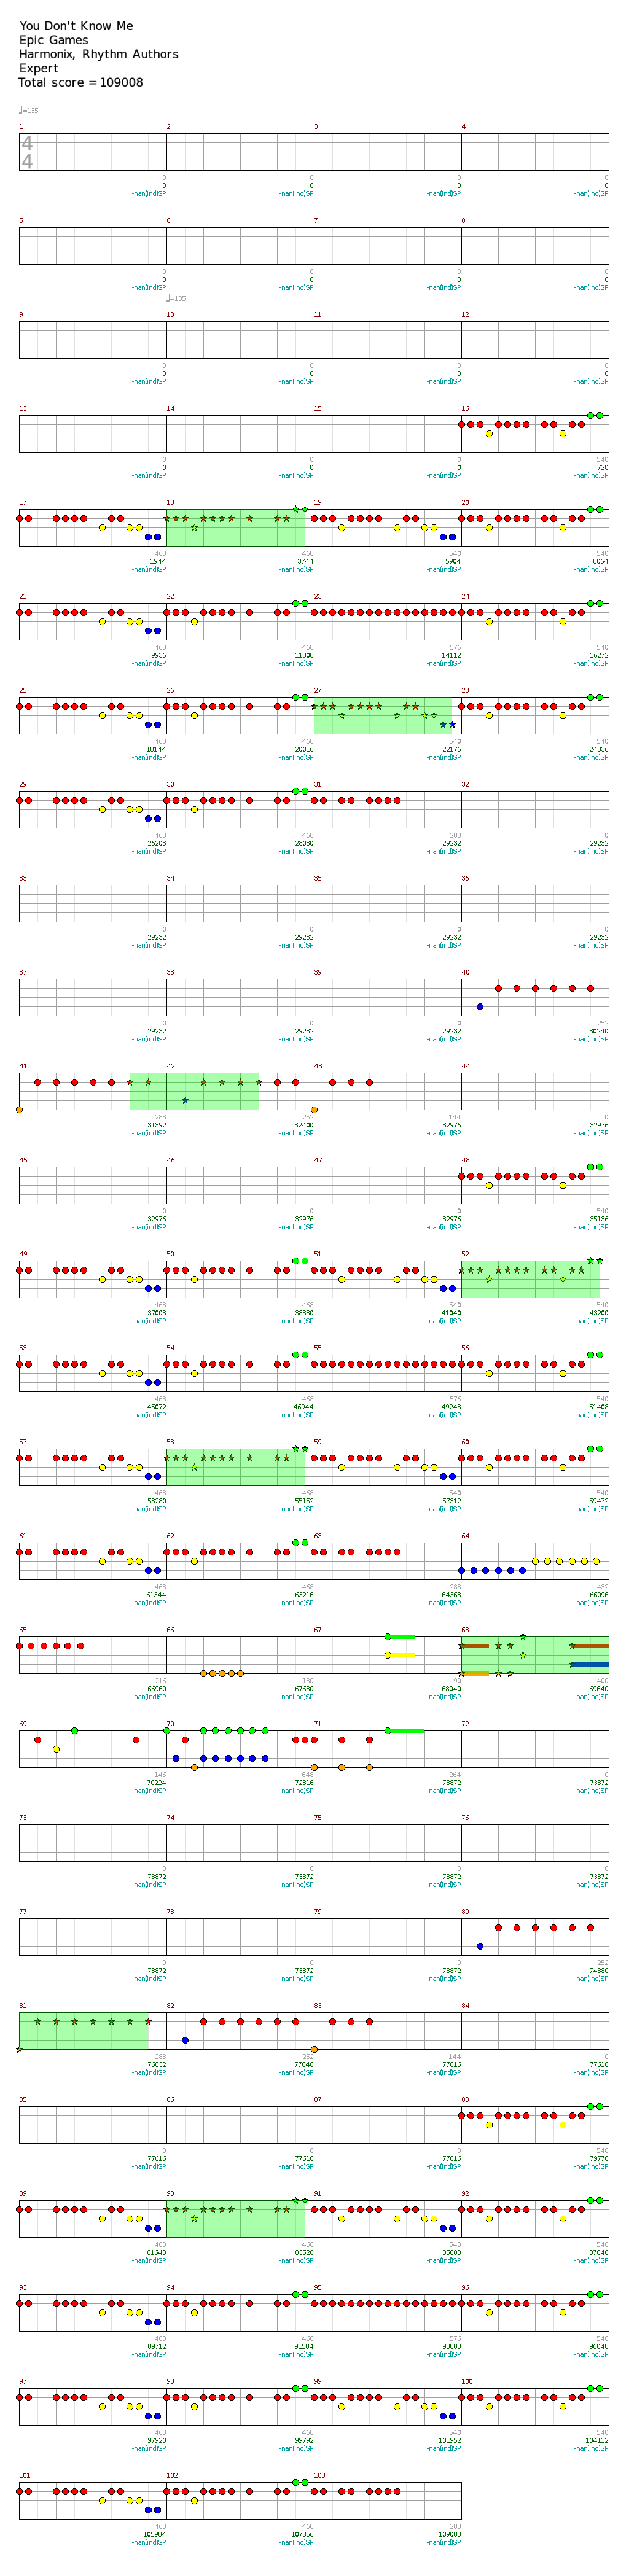 You Don't Know Me
Epic Games
Harmonix, Rhythm Authors
Expert
Total score = 109008
♩=135
1 2 3 4
4
4
0 0 0 0
0 0 0 0
-nan(ind)SP -nan(ind)SP -nan(ind)SP -nan(ind)SP
5 6 7 8
0 0 0 0
0 0 0 0
-nan(ind)SP -nan(ind)SP -nan(ind)SP -nan(ind)SP
♩=135
9 10 11 12
0 0 0 0
0 0 0 0
-nan(ind)SP -nan(ind)SP -nan(ind)SP -nan(ind)SP
13 14 15 16
0 0 0 540
0 0 0 720
-nan(ind)SP -nan(ind)SP -nan(ind)SP -nan(ind)SP
17 18 19 20
468 468 540 540
1944 3744 5904 8064
-nan(ind)SP -nan(ind)SP -nan(ind)SP -nan(ind)SP
21 22 23 24
468 468 576 540
9936 11808 14112 16272
-nan(ind)SP -nan(ind)SP -nan(ind)SP -nan(ind)SP
25 26 27 28
468 468 540 540
18144 20016 22176 24336
-nan(ind)SP -nan(ind)SP -nan(ind)SP -nan(ind)SP
29 30 31 32
468 468 288 0
26208 28080 29232 29232
-nan(ind)SP -nan(ind)SP -nan(ind)SP -nan(ind)SP
33 34 35 36
0 0 0 0
29232 29232 29232 29232
-nan(ind)SP -nan(ind)SP -nan(ind)SP -nan(ind)SP
37 38 39 40
0 0 0 252
29232 29232 29232 30240
-nan(ind)SP -nan(ind)SP -nan(ind)SP -nan(ind)SP
41 42 43 44
288 252 144 0
31392 32400 32976 32976
-nan(ind)SP -nan(ind)SP -nan(ind)SP -nan(ind)SP
45 46 47 48
0 0 0 540
32976 32976 32976 35136
-nan(ind)SP -nan(ind)SP -nan(ind)SP -nan(ind)SP
49 50 51 52
468 468 540 540
37008 38880 41040 43200
-nan(ind)SP -nan(ind)SP -nan(ind)SP -nan(ind)SP
53 54 55 56
468 468 576 540
45072 46944 49248 51408
-nan(ind)SP -nan(ind)SP -nan(ind)SP -nan(ind)SP
57 58 59 60
468 468 540 540
53280 55152 57312 59472
-nan(ind)SP -nan(ind)SP -nan(ind)SP -nan(ind)SP
61 62 63 64
468 468 288 432
61344 63216 64368 66096
-nan(ind)SP -nan(ind)SP -nan(ind)SP -nan(ind)SP
65 66 67 68
216 180 90 400
66960 67680 68040 69640
-nan(ind)SP -nan(ind)SP -nan(ind)SP -nan(ind)SP
69 70 71 72
146 648 264 0
70224 72816 73872 73872
-nan(ind)SP -nan(ind)SP -nan(ind)SP -nan(ind)SP
73 74 75 76
0 0 0 0
73872 73872 73872 73872
-nan(ind)SP -nan(ind)SP -nan(ind)SP -nan(ind)SP
77 78 79 80
0 0 0 252
73872 73872 73872 74880
-nan(ind)SP -nan(ind)SP -nan(ind)SP -nan(ind)SP
81 82 83 84
288 252 144 0
76032 77040 77616 77616
-nan(ind)SP -nan(ind)SP -nan(ind)SP -nan(ind)SP
85 86 87 88
0 0 0 540
77616 77616 77616 79776
-nan(ind)SP -nan(ind)SP -nan(ind)SP -nan(ind)SP
89 90 91 92
468 468 540 540
81648 83520 85680 87840
-nan(ind)SP -nan(ind)SP -nan(ind)SP -nan(ind)SP
93 94 95 96
468 468 576 540
89712 91584 93888 96048
-nan(ind)SP -nan(ind)SP -nan(ind)SP -nan(ind)SP
97 98 99 100
468 468 540 540
97920 99792 101952 104112
-nan(ind)SP -nan(ind)SP -nan(ind)SP -nan(ind)SP
101 102 103
468 468 288
105984 107856 109008
-nan(ind)SP -nan(ind)SP -nan(ind)SP